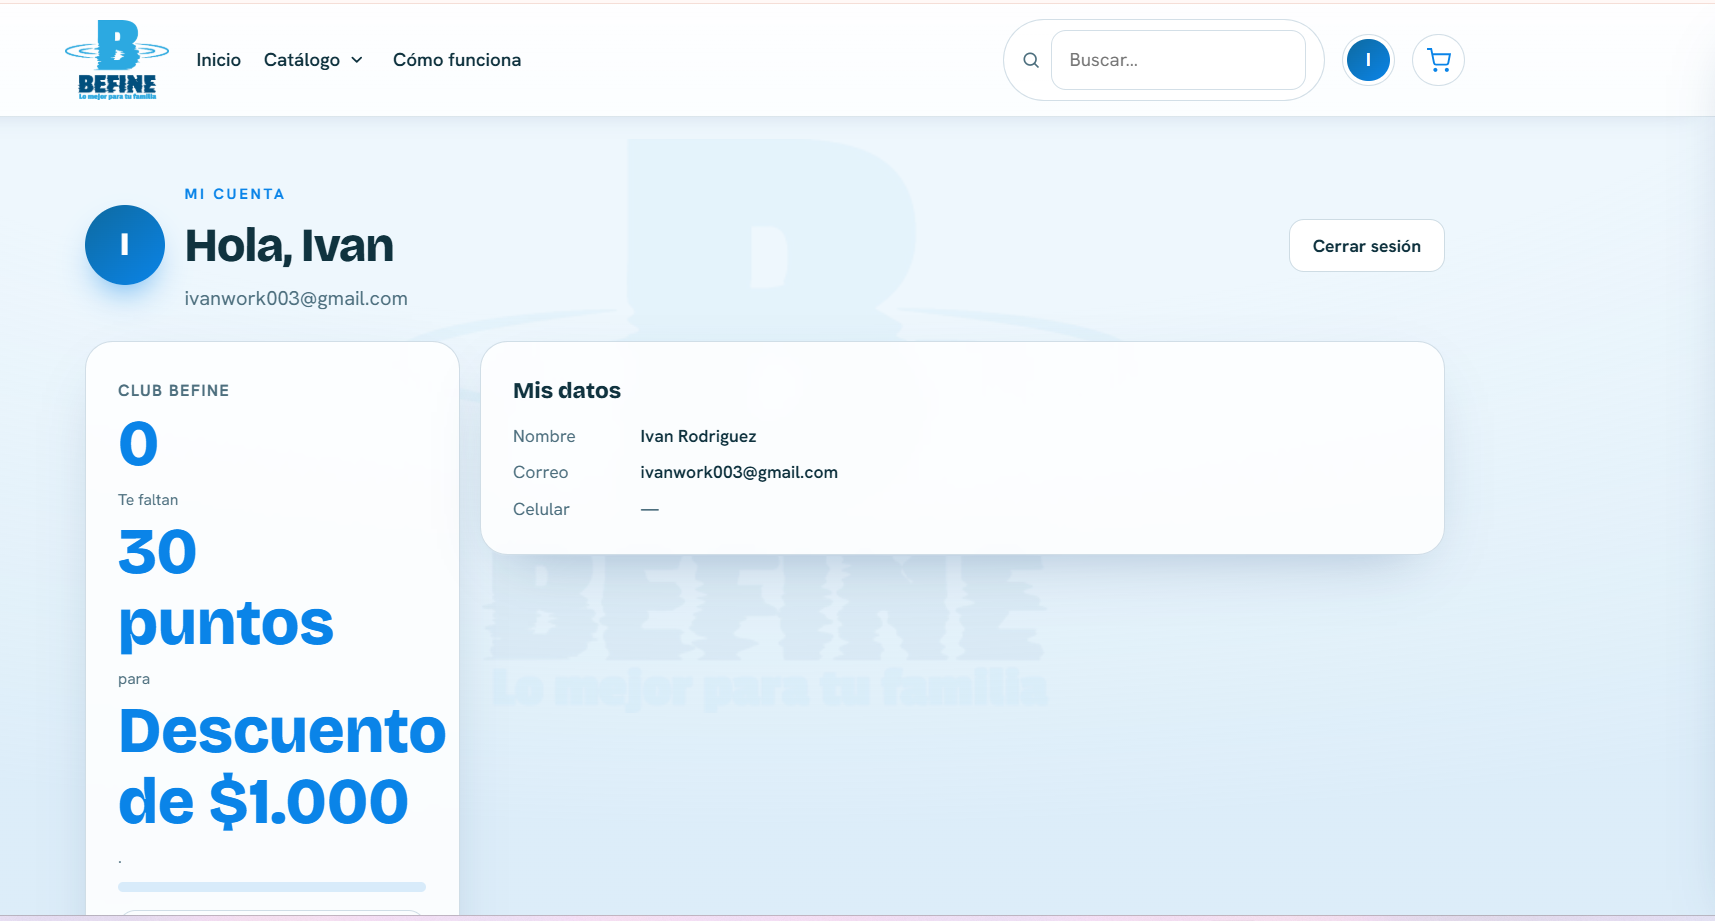 B
BEFINE
Lo mejor para tu familia
Inicio
Catálogo
Cómo funciona
Buscar...
I
MI CUENTA
I
Hola, Ivan
ivanwork003@gmail.com
Cerrar sesión
CLUB BEFINE
0
Te faltan
30
puntos
para
Descuento
de $1.000
.
Mis datos
Nombre
Ivan Rodriguez
Correo
ivanwork003@gmail.com
Celular
—
B
BEFINE
Lo mejor para tu familia